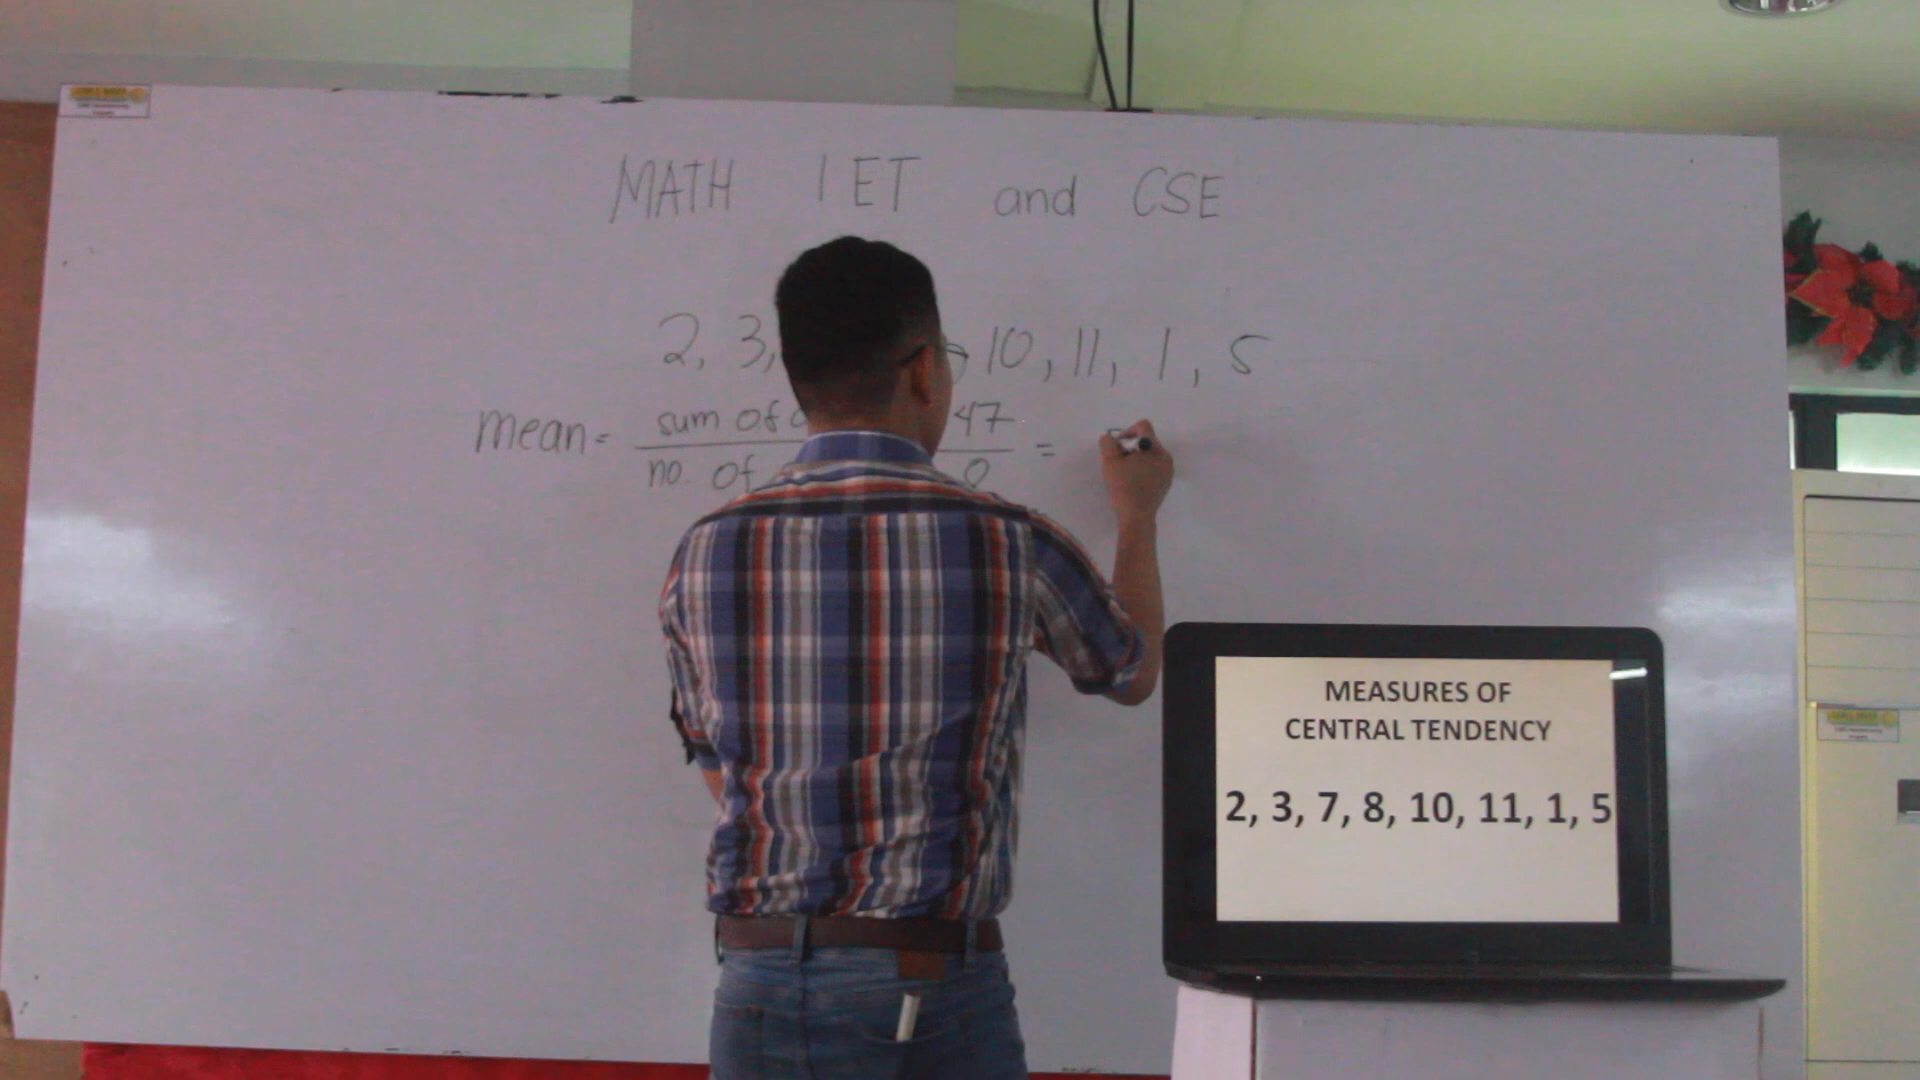 MATH LET and CSE
2, 3, 10, 11, 1, 5
mean = sum of 47 =
no. of
MEASURES OF
CENTRAL TENDENCY
2, 3, 7, 8, 10, 11, 1, 5